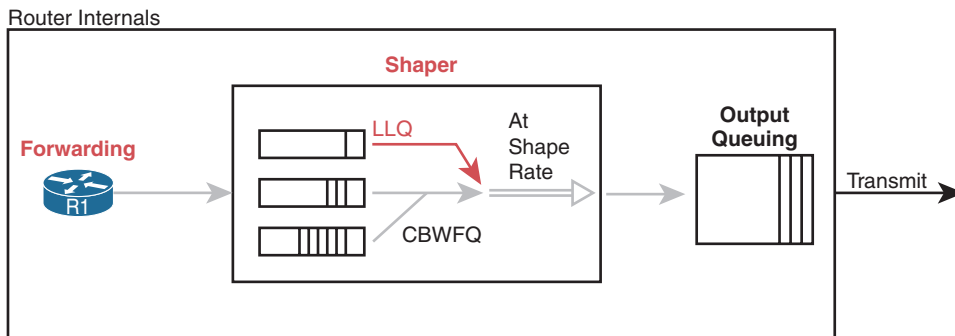 Router Internals
Shaper
Forwarding
R1
LLQ
CBWFQ
At
Shape
Rate
Output
Queuing
Transmit